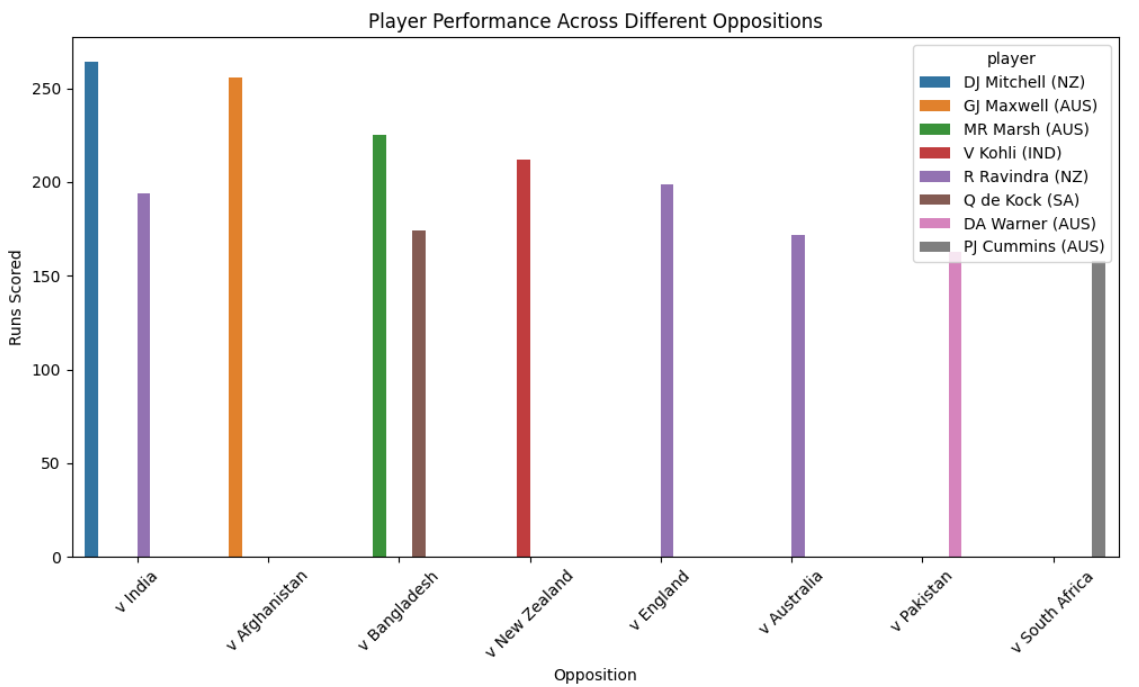 Player Performance Across Different Oppositions
player
DJ Mitchell (NZ)
GJ Maxwell (AUS)
MR Marsh (AUS)
V Kohli (IND)
R Ravindra (NZ)
Q de Kock (SA)
DA Warner (AUS)
PJ Cummins (AUS)
Runs Scored
250
200
150
100
50
0
v India
v Afghanistan
v Bangladesh
v New Zealand
v England
v Australia
v Pakistan
v South Africa
Opposition